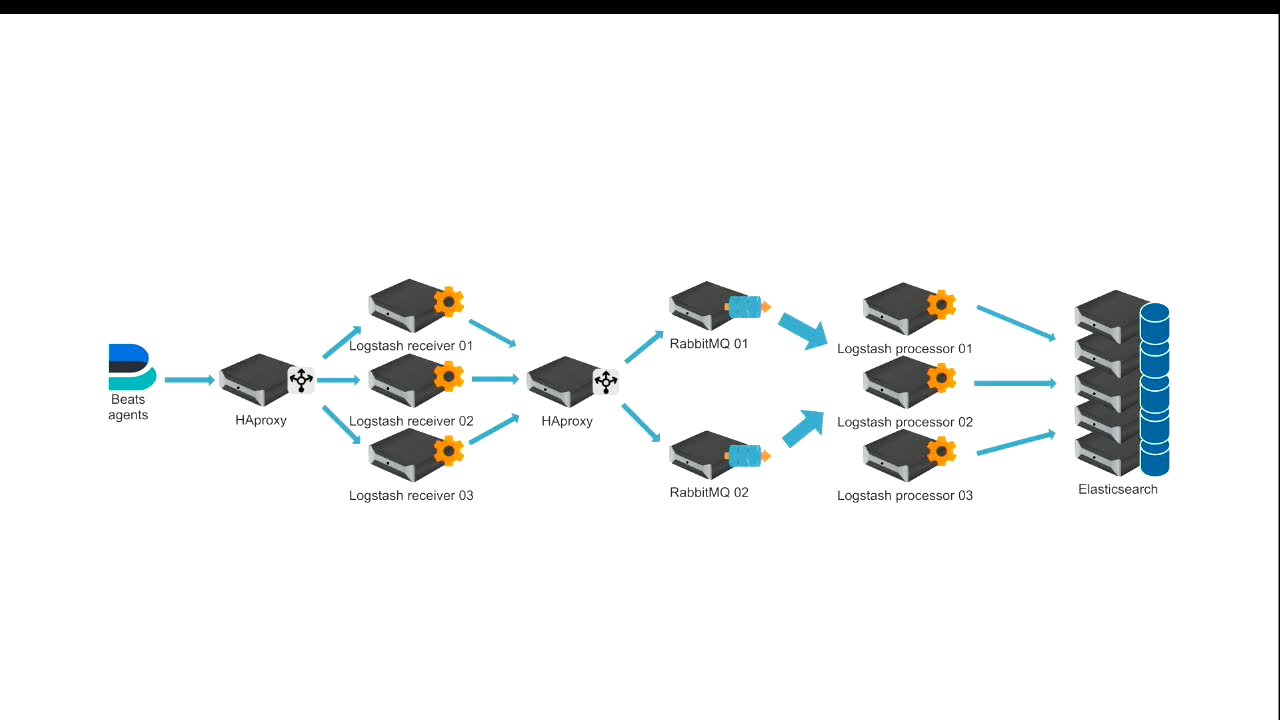 Beats
agents
HAproxy
Logstash receiver 01
Logstash receiver 02
Logstash receiver 03
HAproxy
RabbitMQ 01
RabbitMQ 02
Logstash processor 01
Logstash processor 02
Logstash processor 03
Elasticsearch